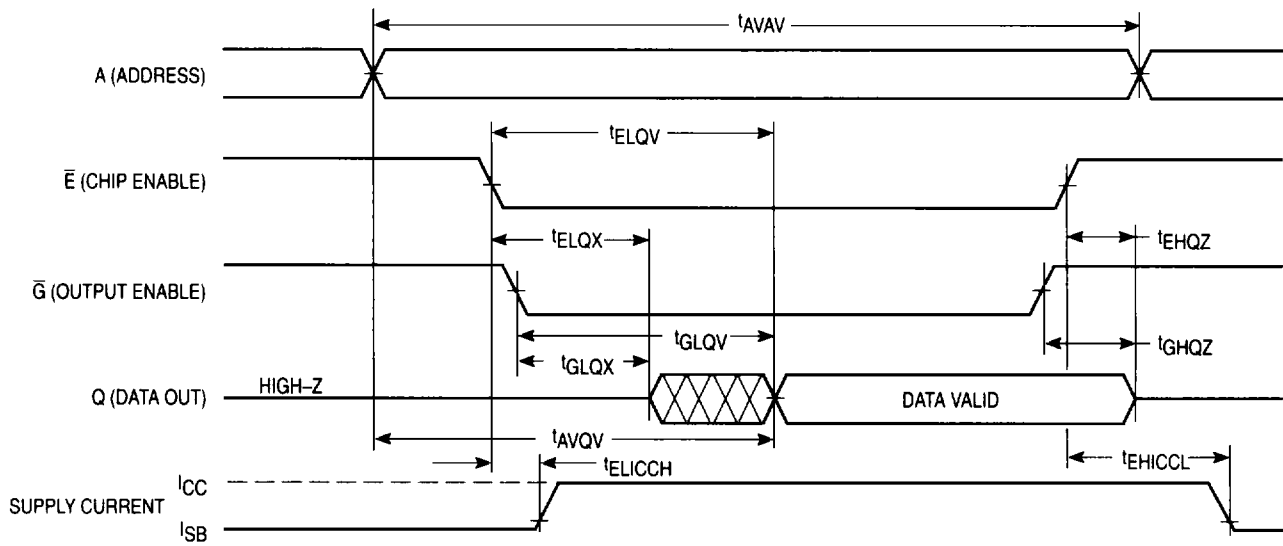 tAVAV
A (ADDRESS)
tELQV
E̅ (CHIP ENABLE)
tELQX
tEHQZ
G̅ (OUTPUT ENABLE)
tGLQV
tGHQZ
tGLQX
Q (DATA OUT)
HIGH–Z
DATA VALID
tAVQV
tELICCH
tEHICCL
ICC
SUPPLY CURRENT
ISB